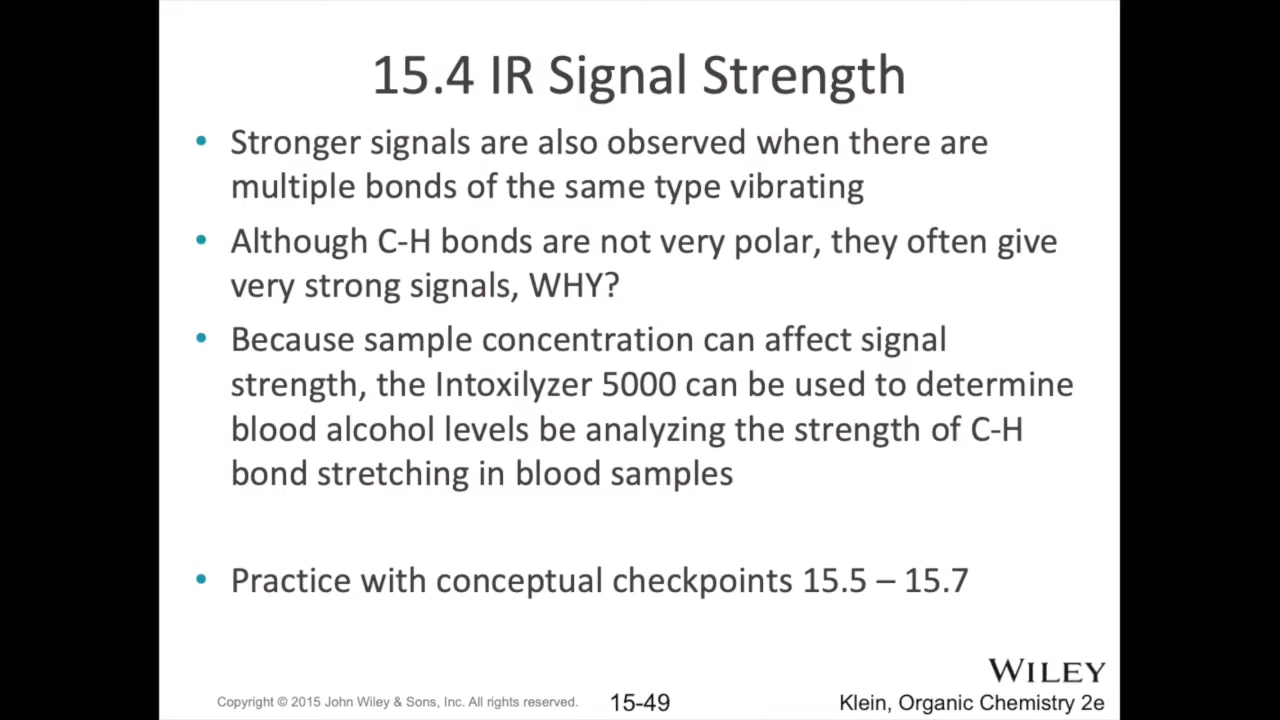 15.4 IR Signal Strength
• Stronger signals are also observed when there are
multiple bonds of the same type vibrating
• Although C-H bonds are not very polar, they often give
very strong signals, WHY?
• Because sample concentration can affect signal
strength, the Intoxilyzer 5000 can be used to determine
blood alcohol levels be analyzing the strength of C-H
bond stretching in blood samples
• Practice with conceptual checkpoints 15.5 – 15.7
WILEY
Copyright © 2015 John Wiley & Sons, Inc. All rights reserved.
15-49
Klein, Organic Chemistry 2e